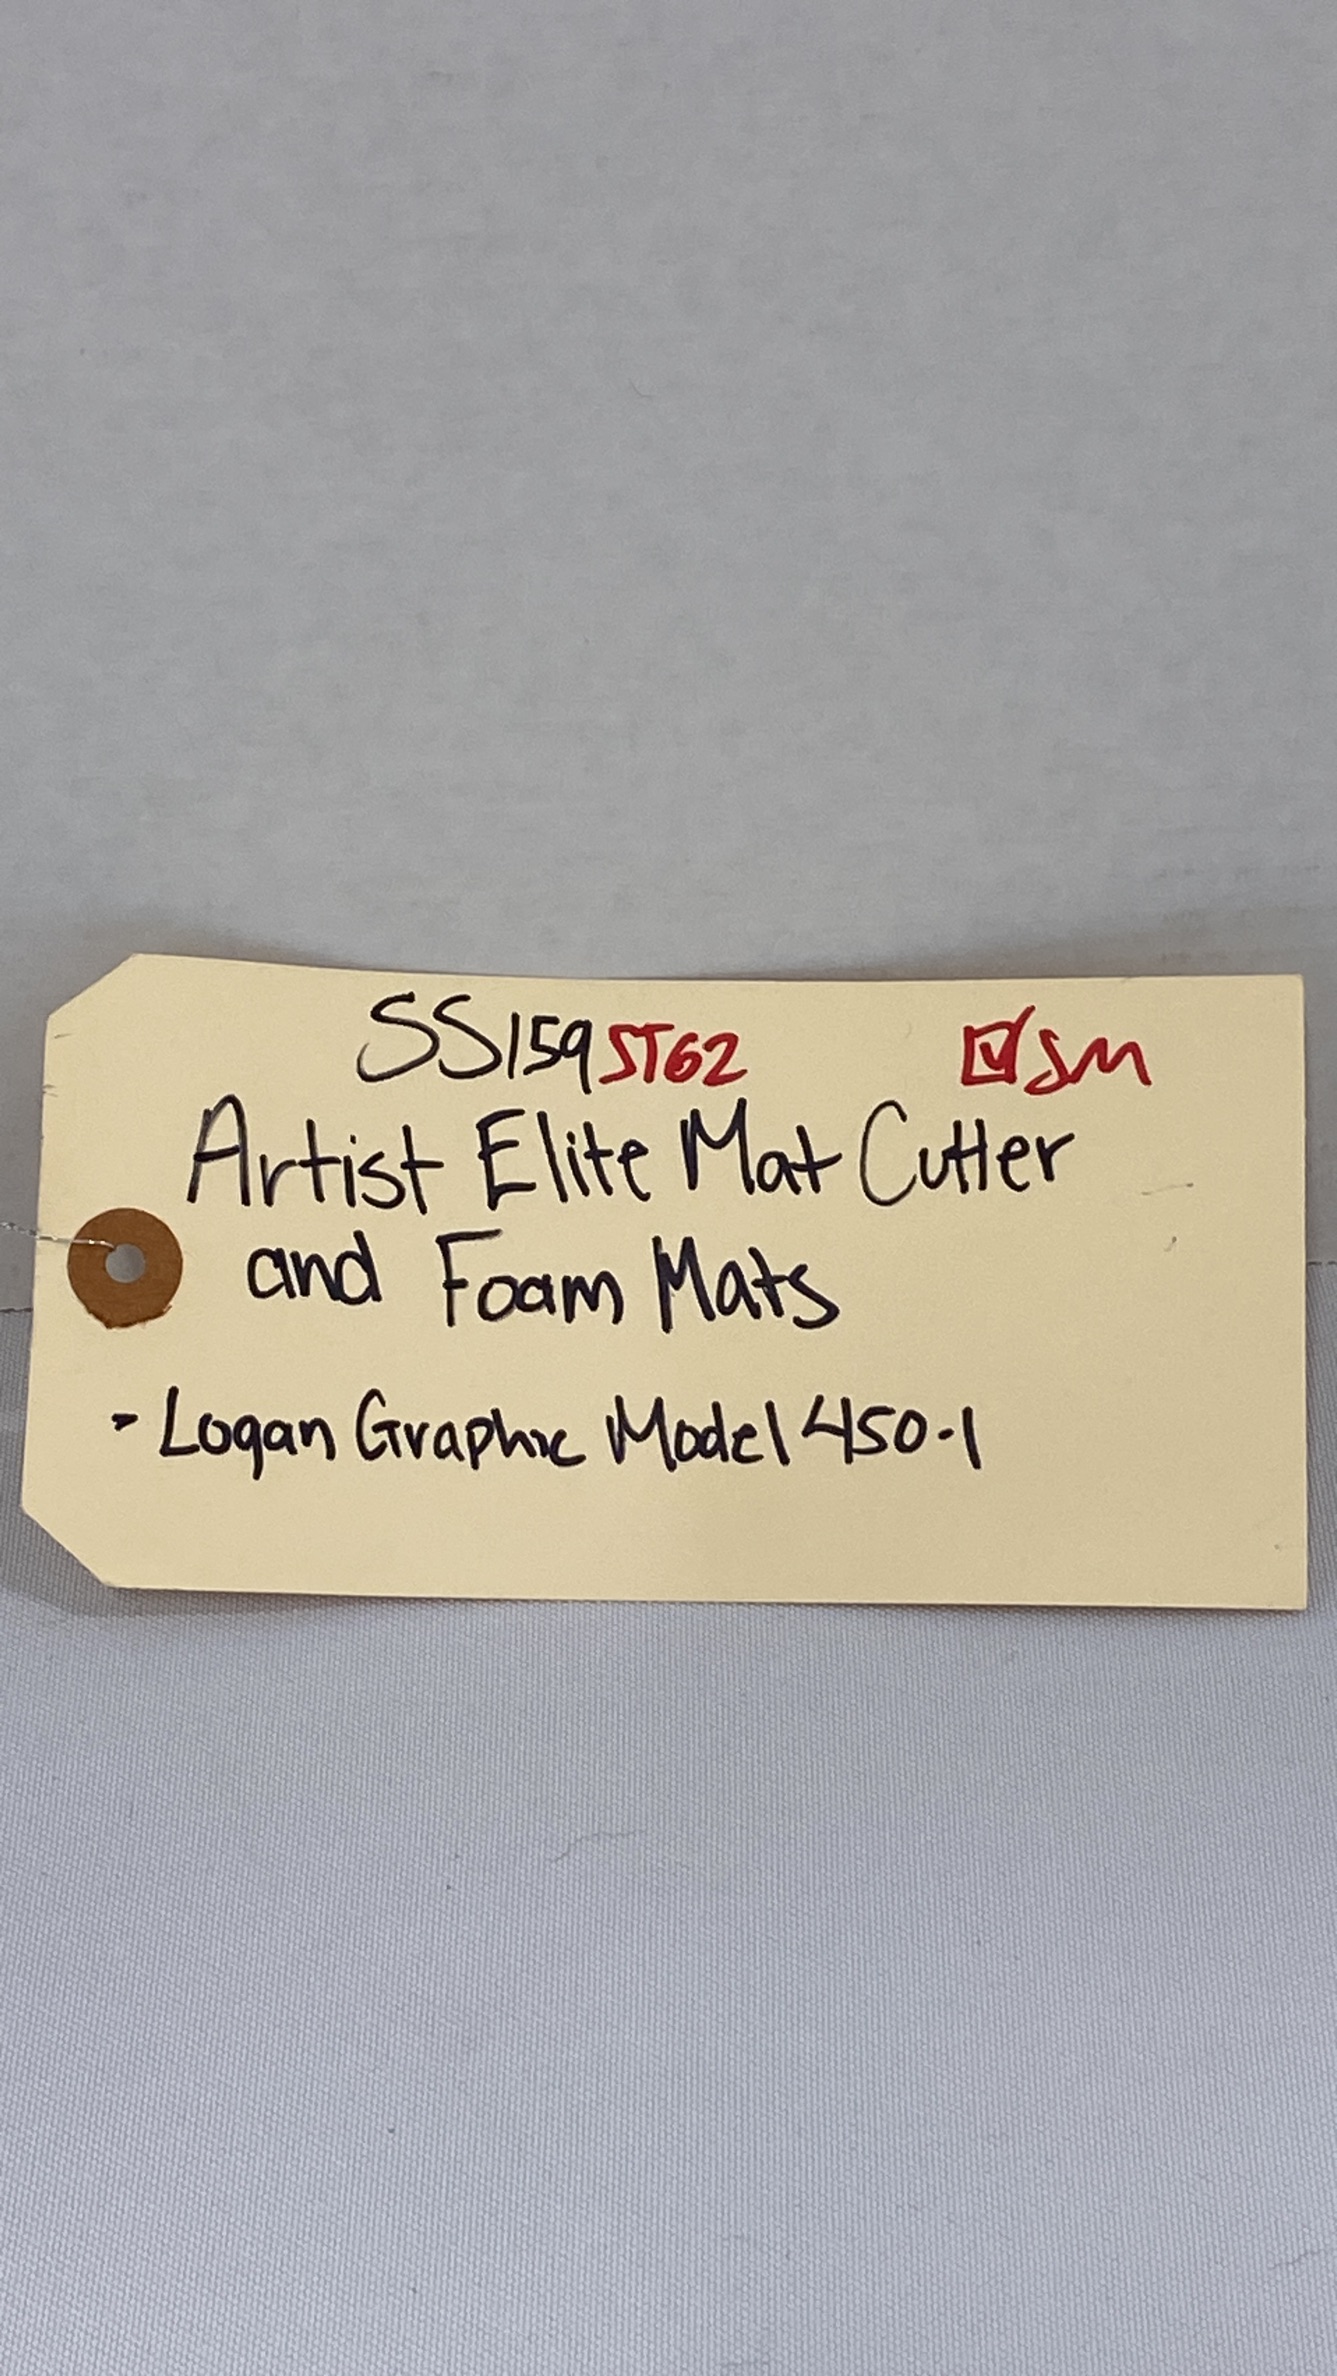 SS159 ST62 ☑ SM
Artist Elite Mat Cutter
and Foam Mats
- Logan Graphic Model 450-1